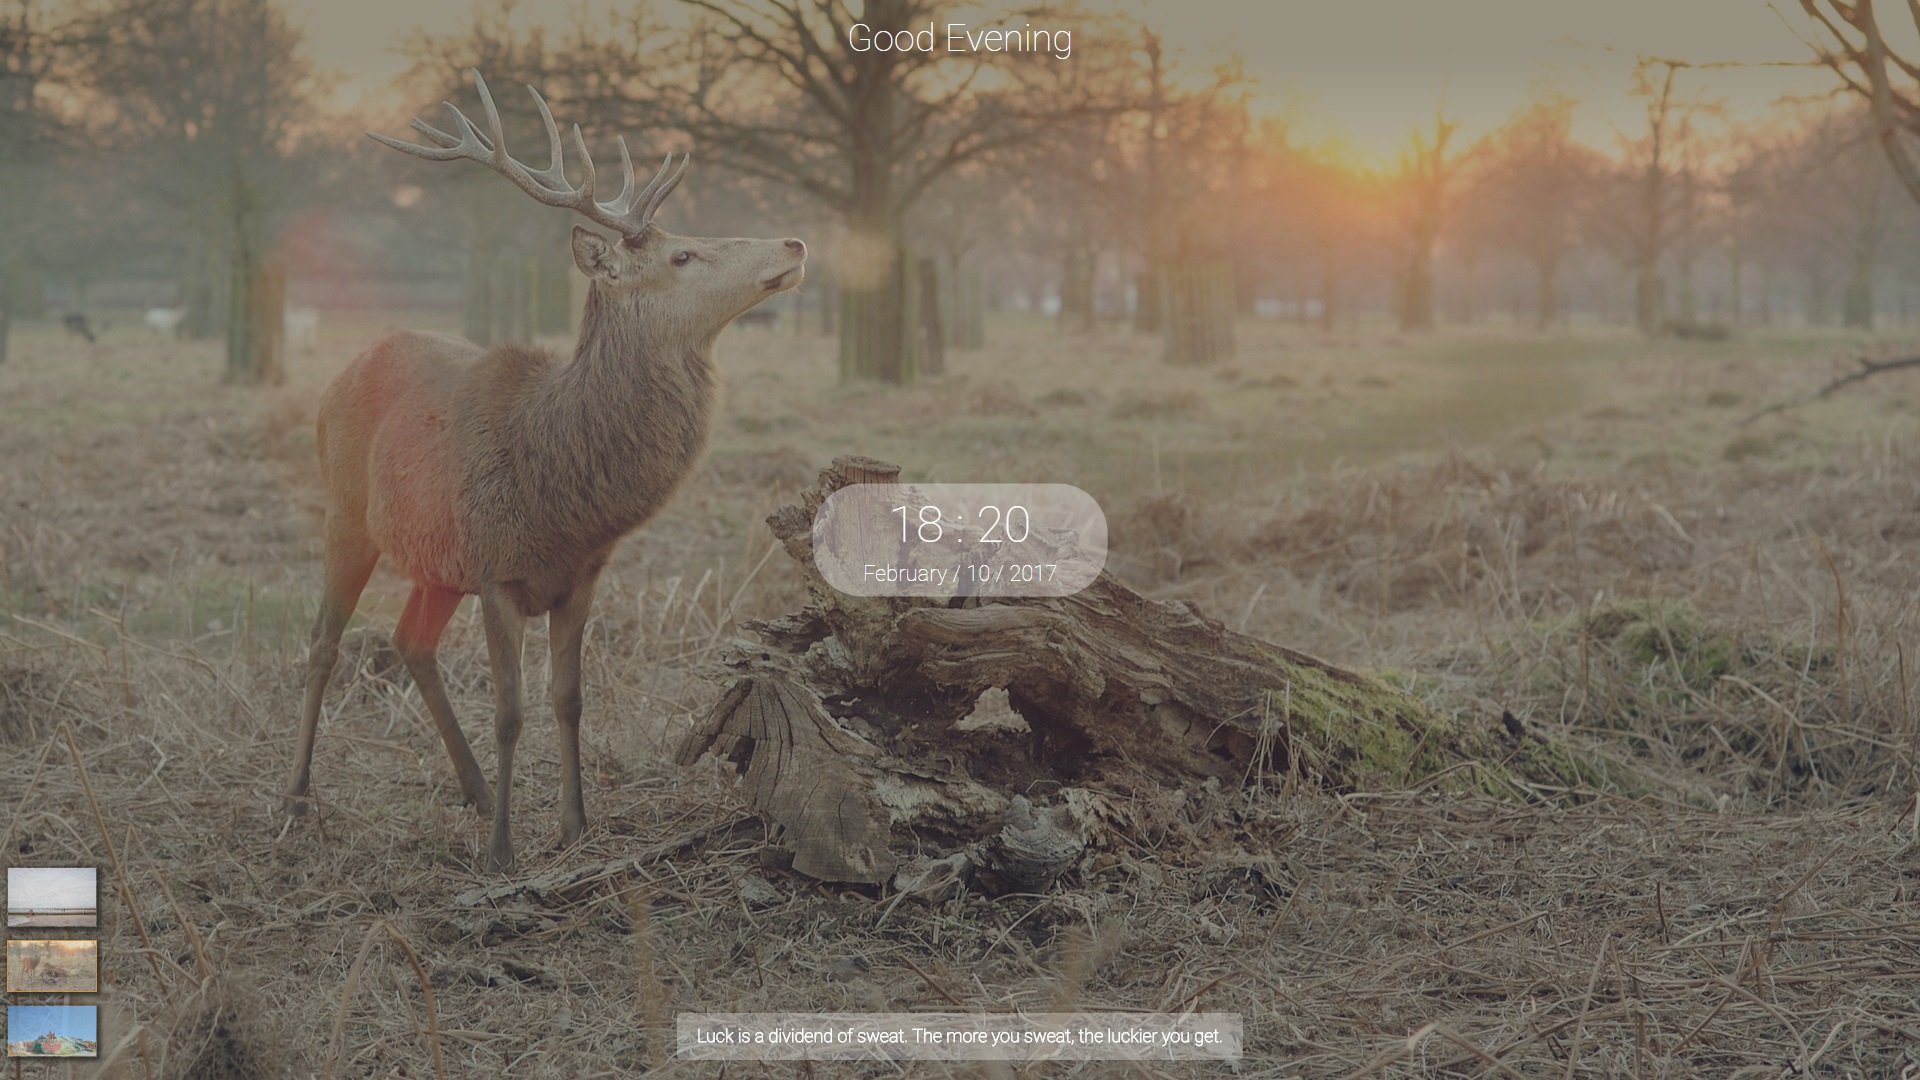 Good Evening
18 : 20
February / 10 / 2017
Luck is a dividend of sweat. The more you sweat, the luckier you get.